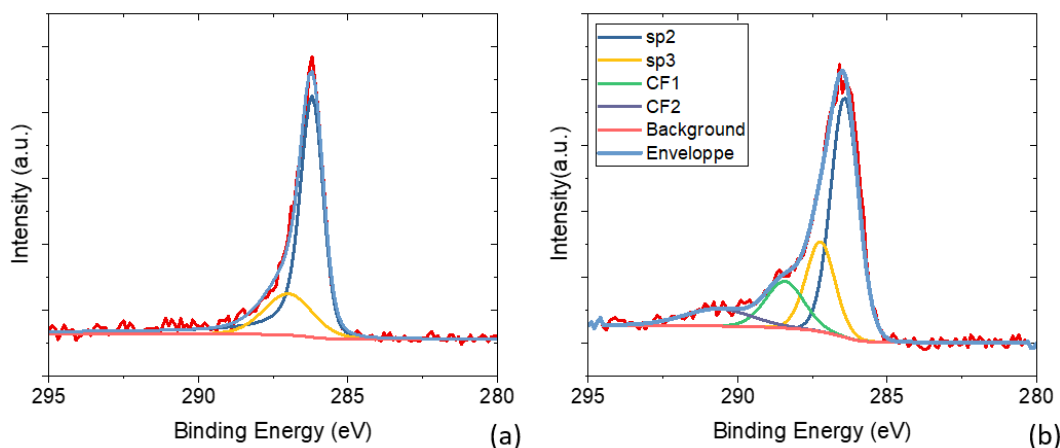 Intensity (a.u.)
295
290
285
280
Binding Energy (eV)
(a)
sp2
sp3
CF1
CF2
Background
Enveloppe
Intensity(a.u.)
295
290
285
280
Binding Energy (eV)
(b)